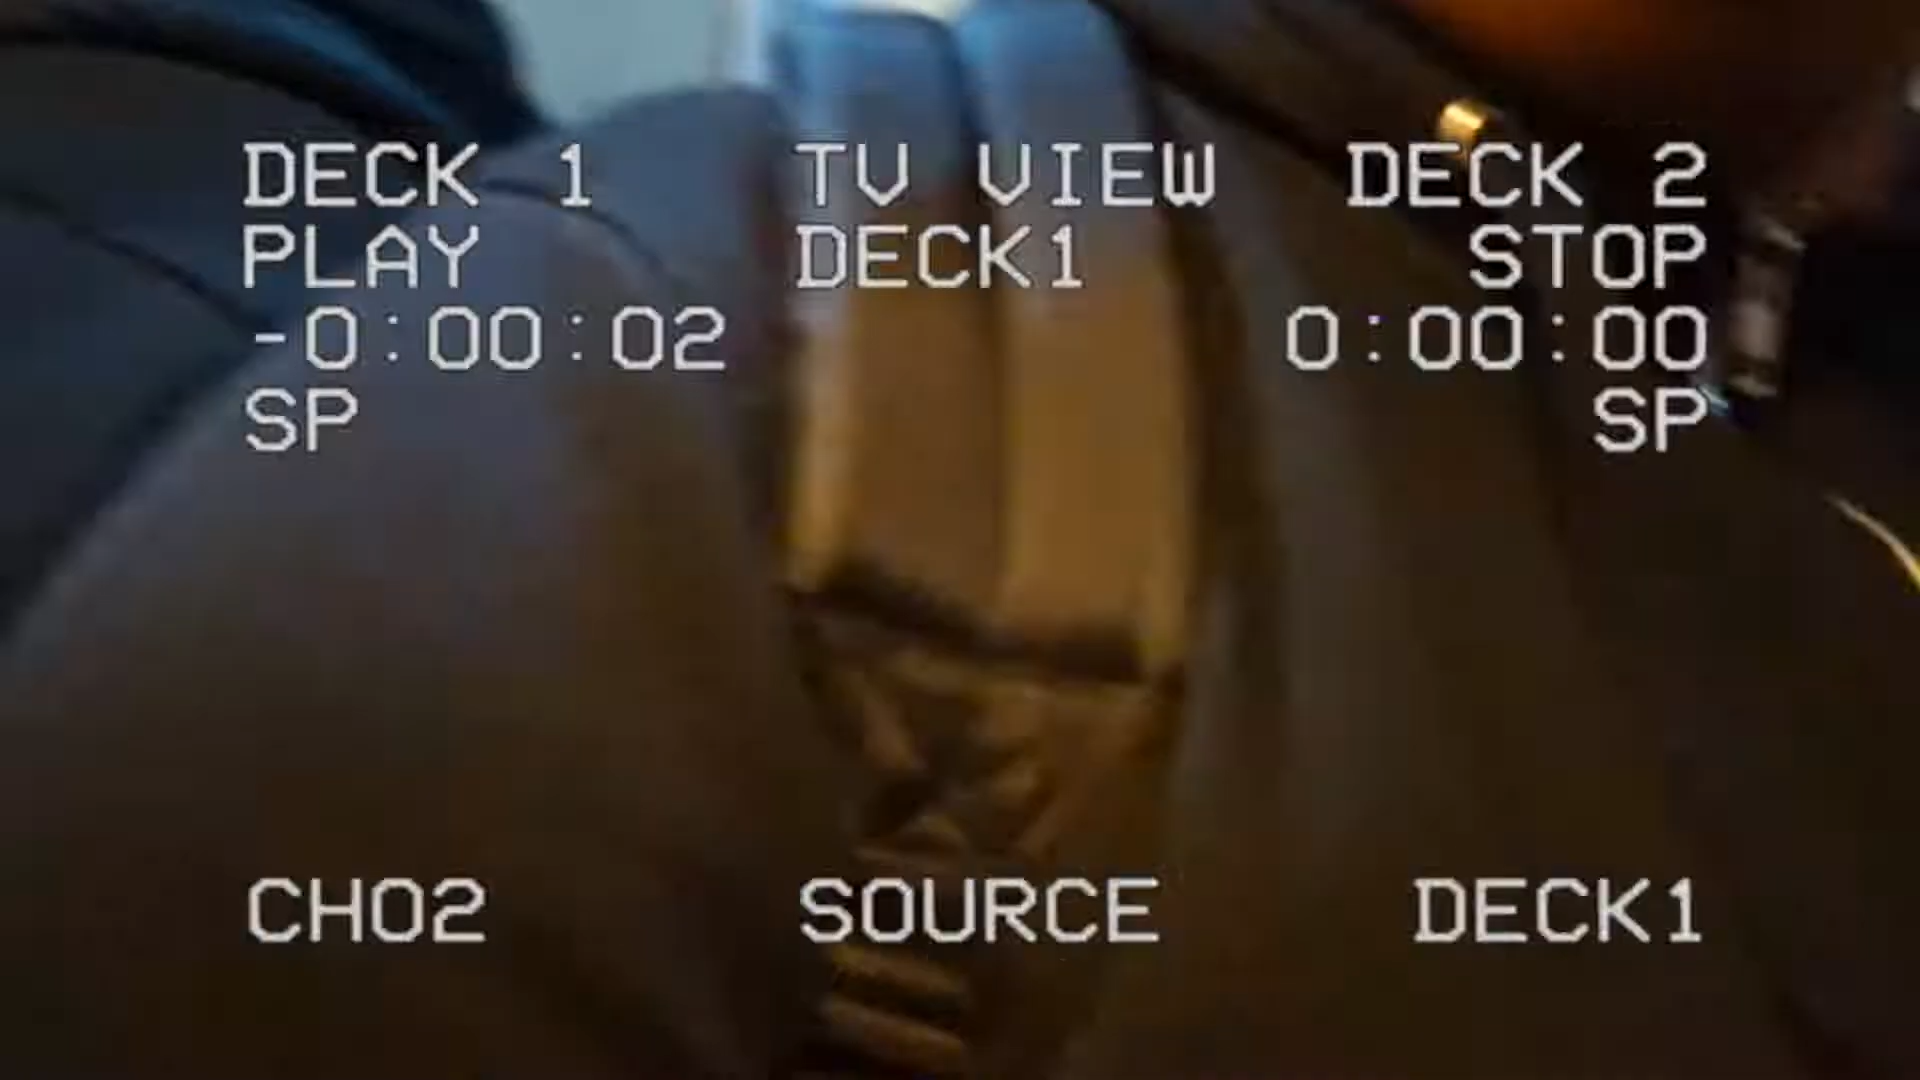 DECK 1 TV VIEW DECK 2
PLAY DECK1 STOP
-0:00:02 0:00:00
SP SP
CH02 SOURCE DECK1